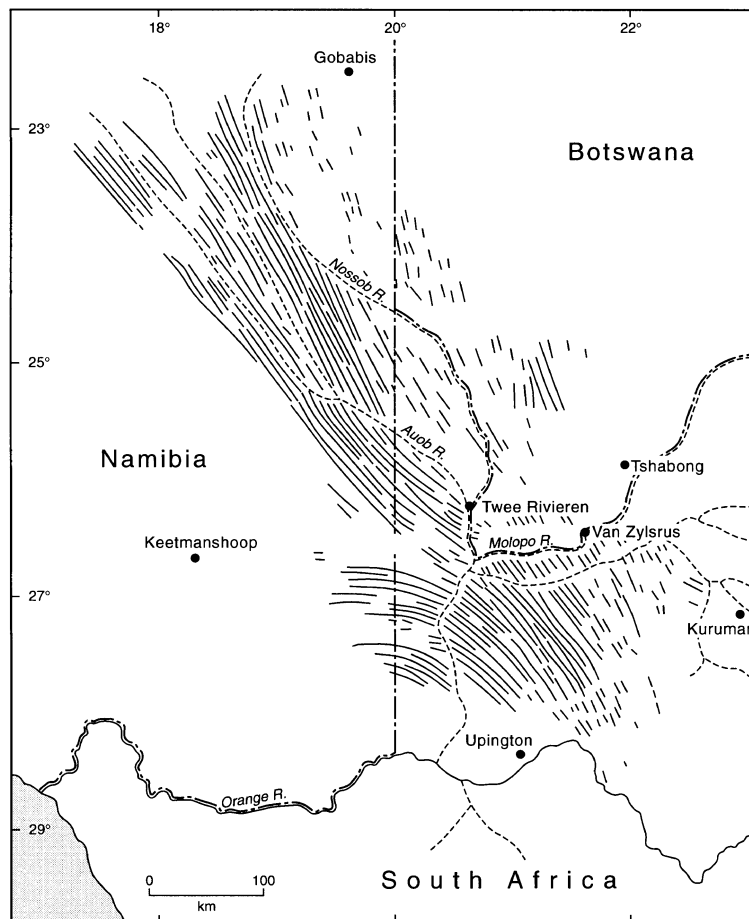 18°
20°
22°
Gobabis
23°
Botswana
Nossob R.
25°
Auob R.
Namibia
Tshabong
Twee Rivieren
Keetmanshoop
Molopo R.
Van Zylsrus
27°
Kuruman
Upington
Orange R.
29°
0
100
km
South Africa